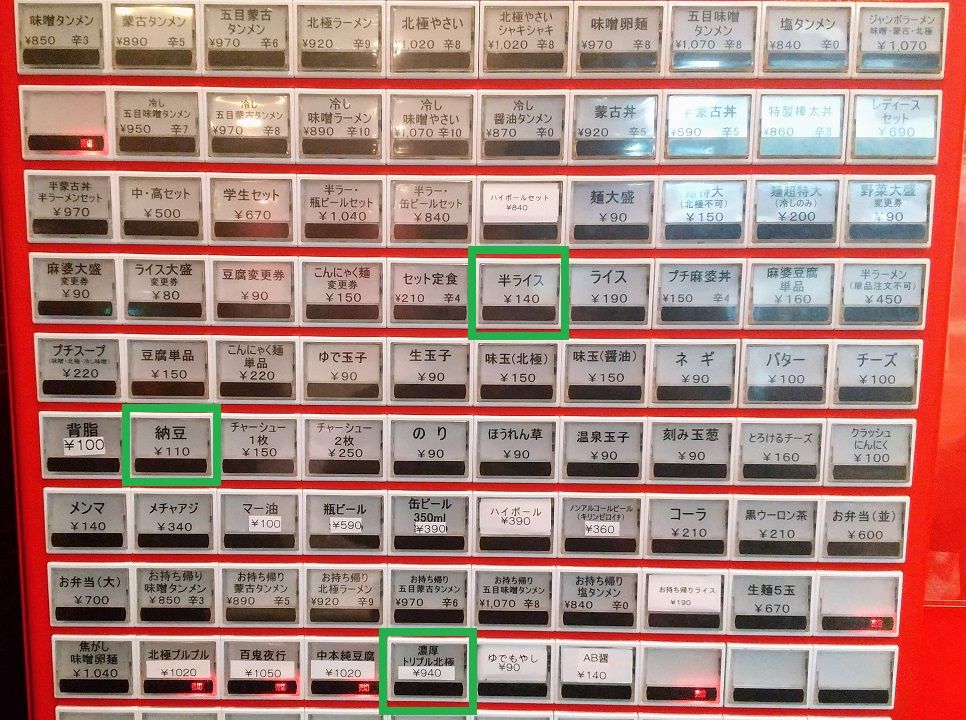 味噌タンメン
¥850 辛3
蒙古タンメン
¥890 辛5
五目蒙古
タンメン
¥970 辛6
北極ラーメン
¥920 辛9
北極やさい
¥1,020 辛8
北極やさい
シャキシャキ
¥1,020 辛8
味噌卵麺
¥970 辛8
五目味噌
タンメン
¥1,070 辛8
塩タンメン
¥840 辛0
ジャンボラーメン
味噌・蒙古・北極
¥1,070
冷し
五目味噌タンメン
¥950 辛7
冷し
五目蒙古タンメン
¥970 辛8
冷し
味噌ラーメン
¥890 辛10
冷し
味噌やさい
¥1,070 辛10
冷し
醤油タンメン
¥870 辛0
蒙古丼
¥920 辛5
蒙古丼
¥590 辛5
特製樺太丼
¥860 辛8
レディース
セット
¥690
半蒙古丼
半ラーメンセット
¥970
中・高セット
¥500
学生セット
¥670
半ラー・
瓶ビールセット
¥1,040
半ラー・
缶ビールセット
¥840
ハイボールセット
¥840
麺大盛
¥90
麺特大
(北極不可)
¥150
麺超特大
(冷しのみ)
¥200
野菜大盛
変更券
¥90
麻婆大盛
変更券
¥90
ライス大盛
変更券
¥80
豆腐変更券
¥90
こんにゃく麺
変更券
¥150
セット定食
¥210 辛4
半ライス
¥140
ライス
¥190
プチ麻婆丼
¥150 辛4
麻婆豆腐
単品
¥160
半ラーメン
(単品注文不可)
¥450
プチスープ
(味噌・北極・冷し味噌)
¥220
豆腐単品
¥150
こんにゃく麺
単品
¥220
ゆで玉子
¥90
生玉子
¥90
味玉(北極)
¥150
味玉(醤油)
¥150
ネギ
¥90
バター
¥100
チーズ
¥100
背脂
¥100
納豆
¥110
チャーシュー
1枚
¥150
チャーシュー
2枚
¥250
のり
¥90
ほうれん草
¥90
温泉玉子
¥90
刻み玉葱
¥90
とろけるチーズ
¥160
クラッシュ
にんにく
¥100
メンマ
¥140
メチャアジ
¥340
マー油
¥100
瓶ビール
¥590
缶ビール
350ml
¥390
ハイボール
¥390
ノンアルコールビール
(キリンゼロイチ)
¥360
コーラ
¥210
黒ウーロン茶
¥210
お弁当(並)
¥600
お弁当(大)
¥700
お持ち帰り
味噌タンメン
¥850 辛3
お持ち帰り
蒙古タンメン
¥890 辛5
お持ち帰り
北極ラーメン
¥920 辛9
お持ち帰り
五目蒙古タンメン
¥970 辛6
お持ち帰り
五目味噌タンメン
¥1,070 辛8
お持ち帰り
塩タンメン
¥840 辛0
お持ち帰りライス
¥190
生麺5玉
¥670
焦がし
味噌卵麺
¥1,040
北極プルプル
¥1020
百鬼夜行
¥1050
中本純豆腐
¥1020
濃厚
トリプル北極
¥940
ゆでもやし
¥90
AB醤
¥140